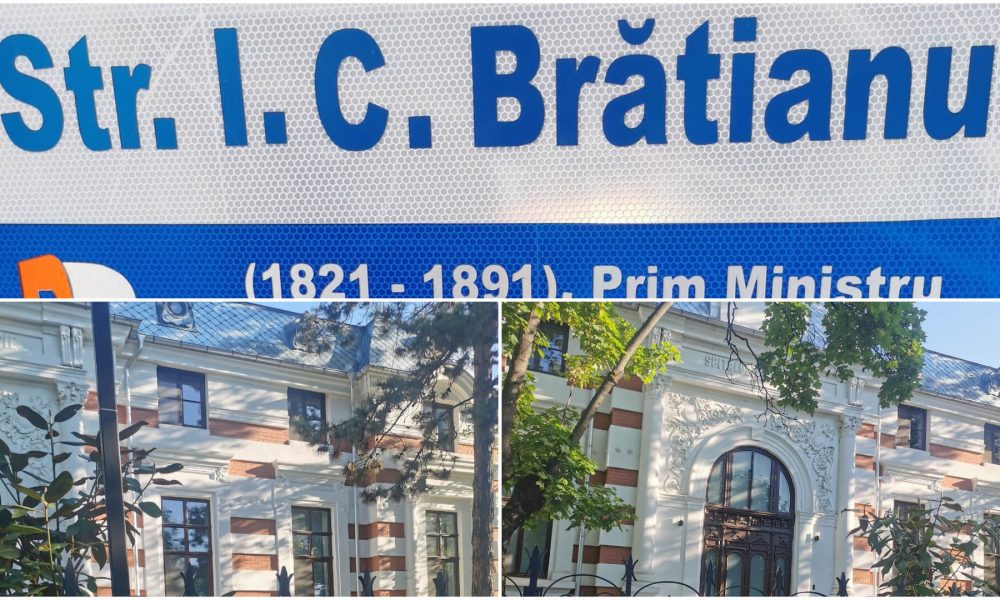 Str. I. C. Brătianu
(1821 - 1891), Prim Ministru